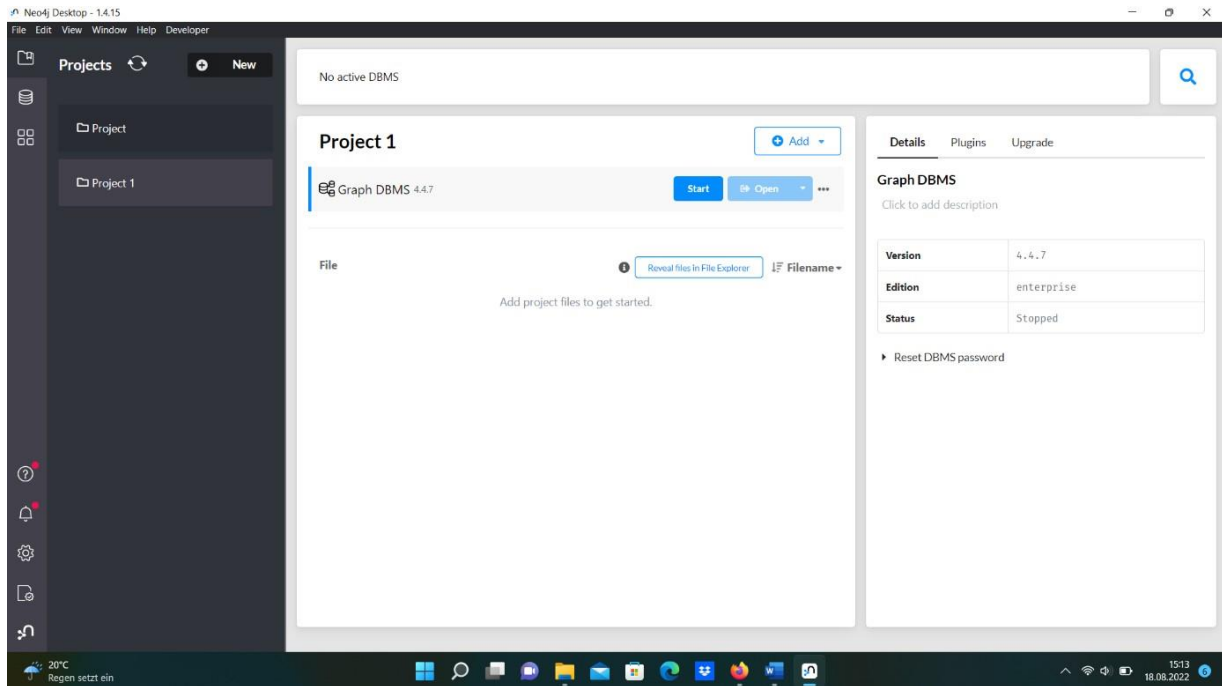 Neo4j Desktop - 1.4.15
File Edit View Window Help Developer
Projects
New
Project
Project 1
No active DBMS
Project 1
Add
Graph DBMS 4.4.7
Start
Open
File
Reveal files in File Explorer
Filename
Add project files to get started.
Details Plugins Upgrade
Graph DBMS
Click to add description
Version 4.4.7
Edition enterprise
Status Stopped
Reset DBMS password
20°C
Regen setzt ein
15:13
18.08.2022
6